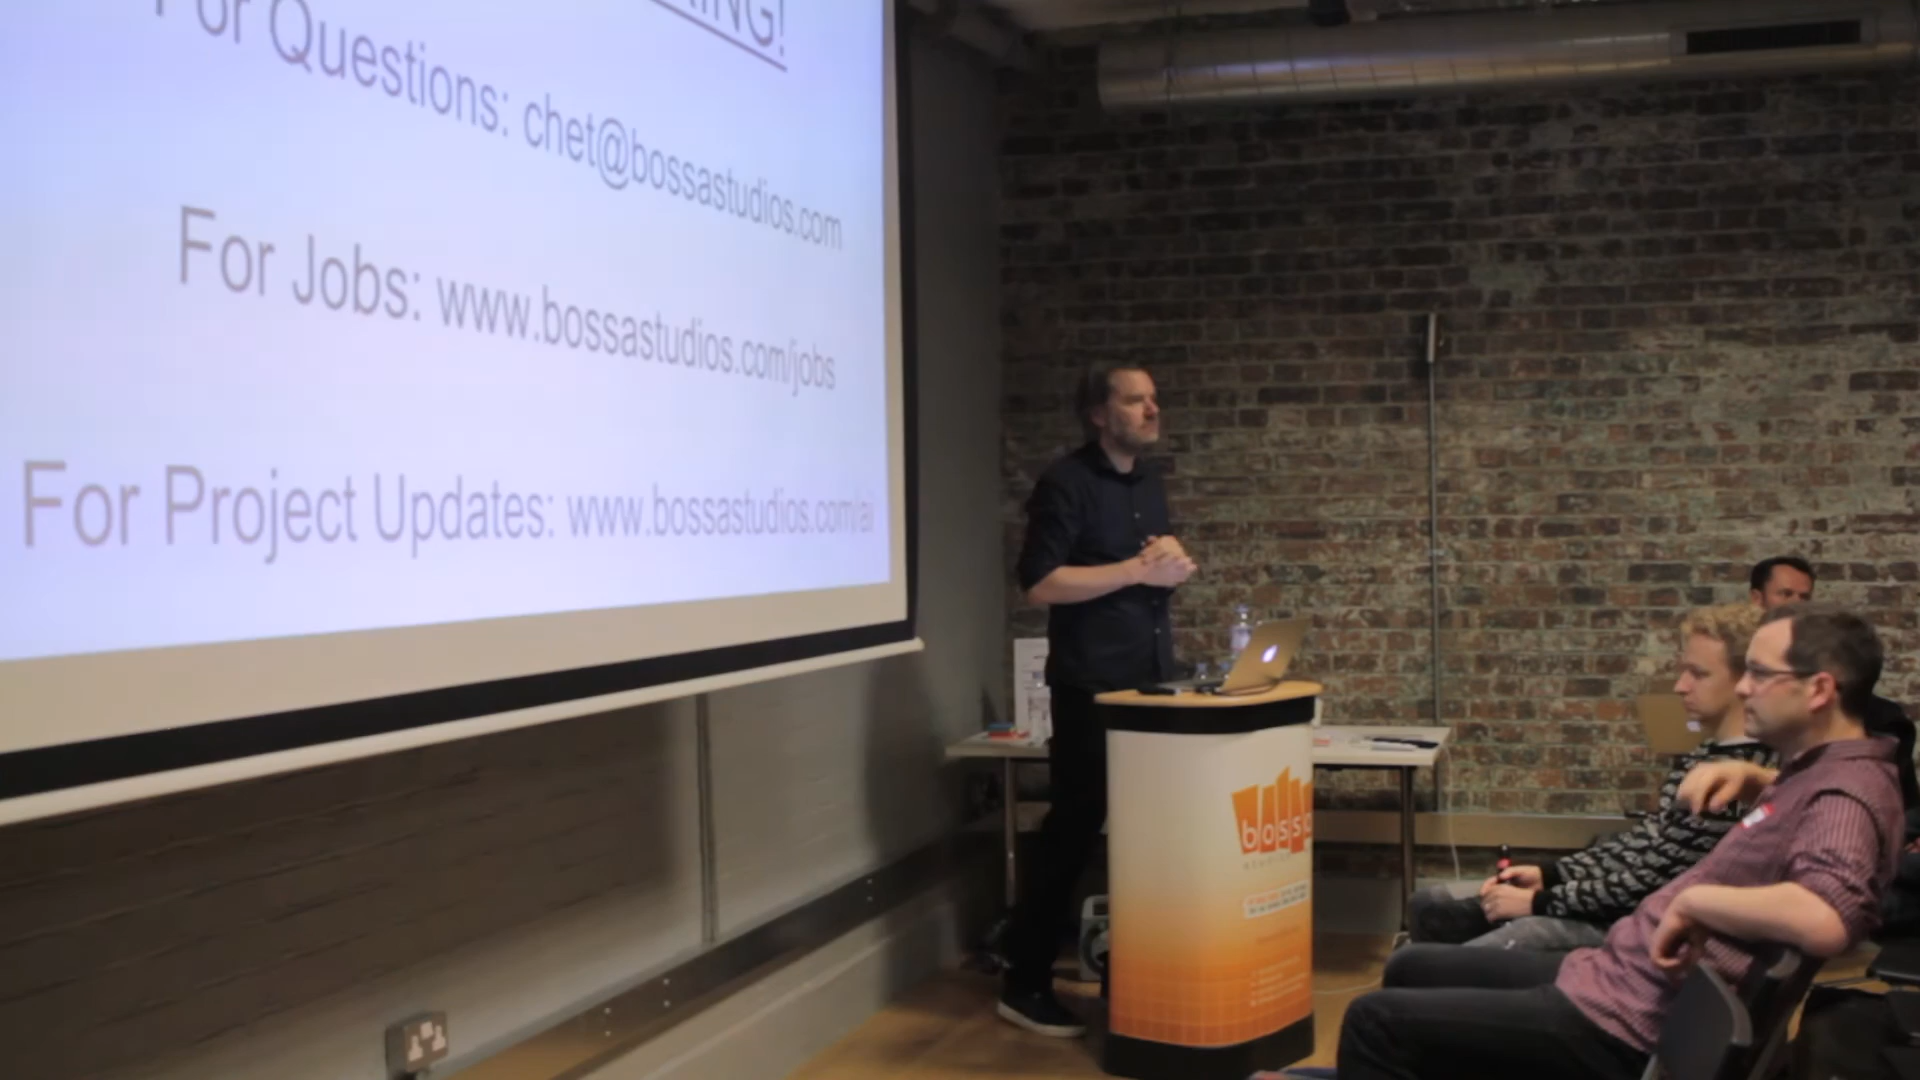 For Questions: chet@bossastudios.com
For Jobs: www.bossastudios.com/jobs
For Project Updates: www.bossastudios.com/ai
bossa